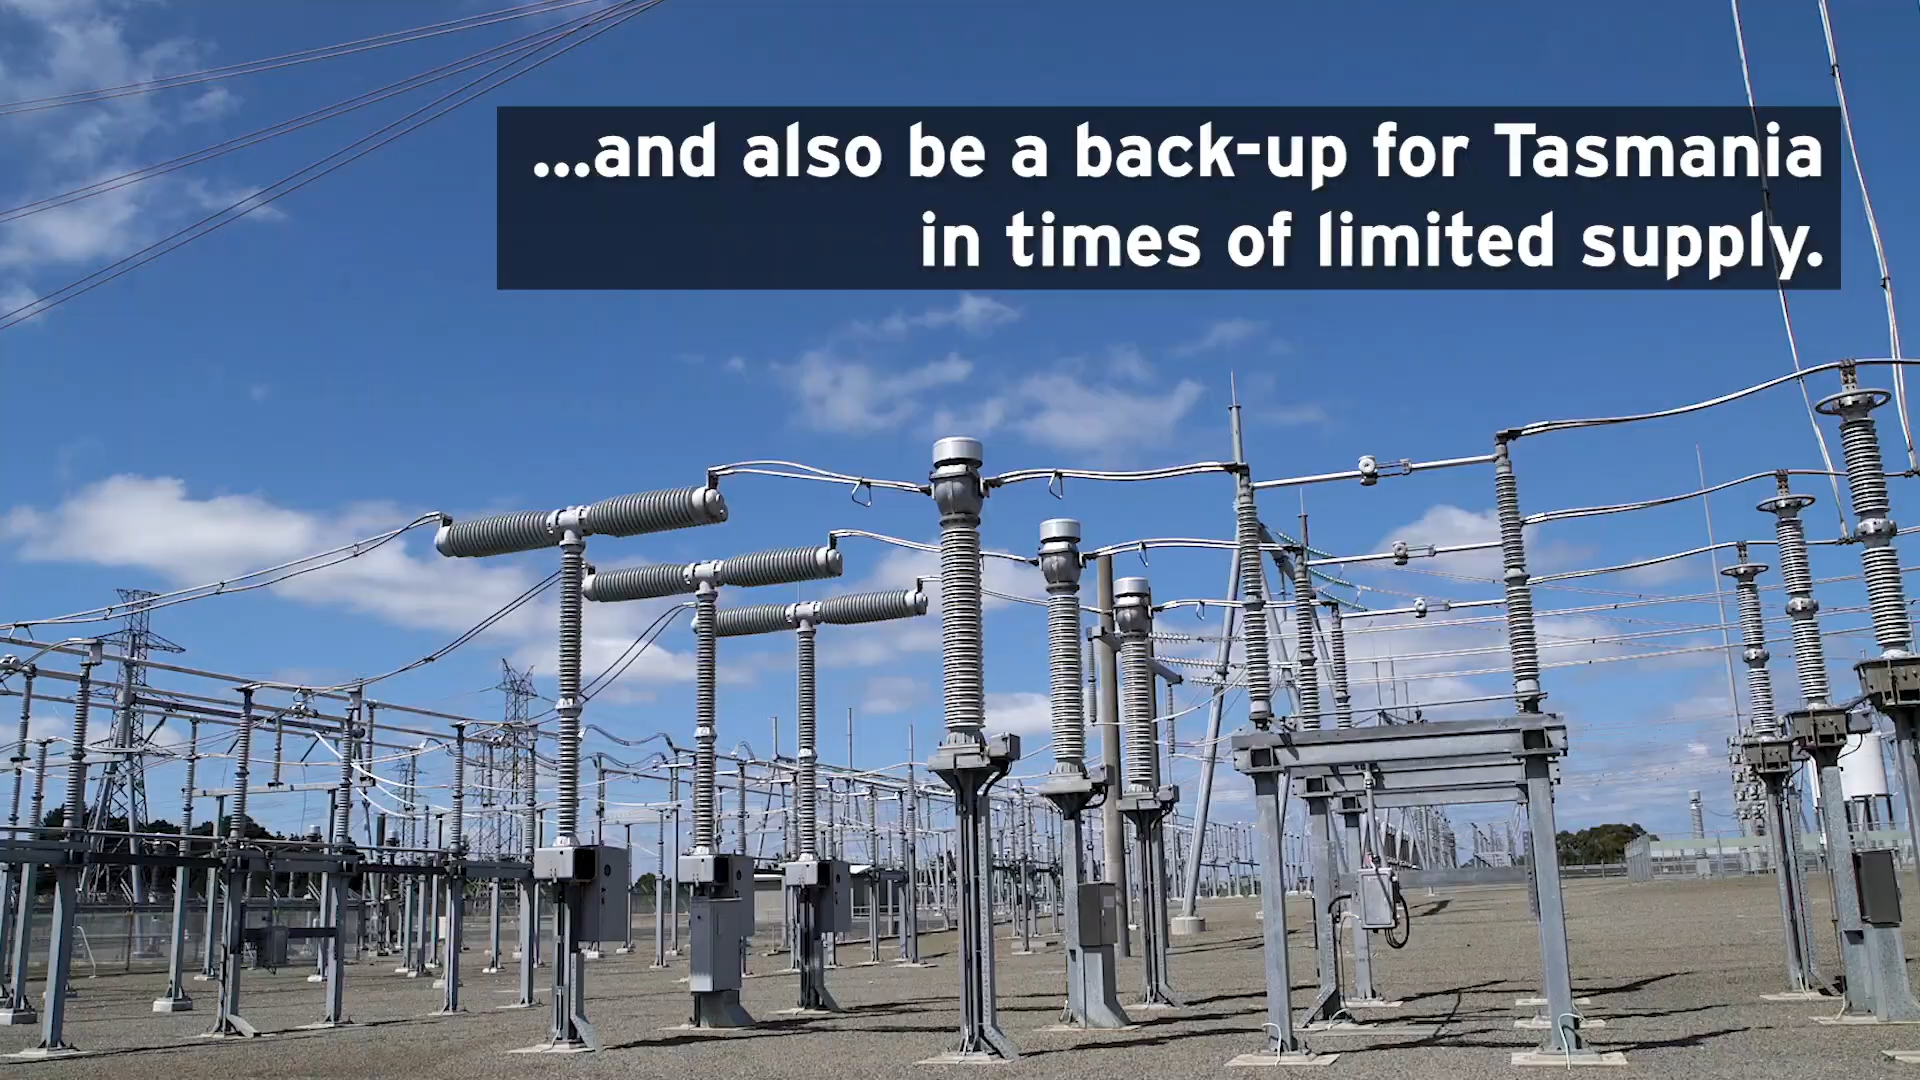 ...and also be a back-up for Tasmania
in times of limited supply.